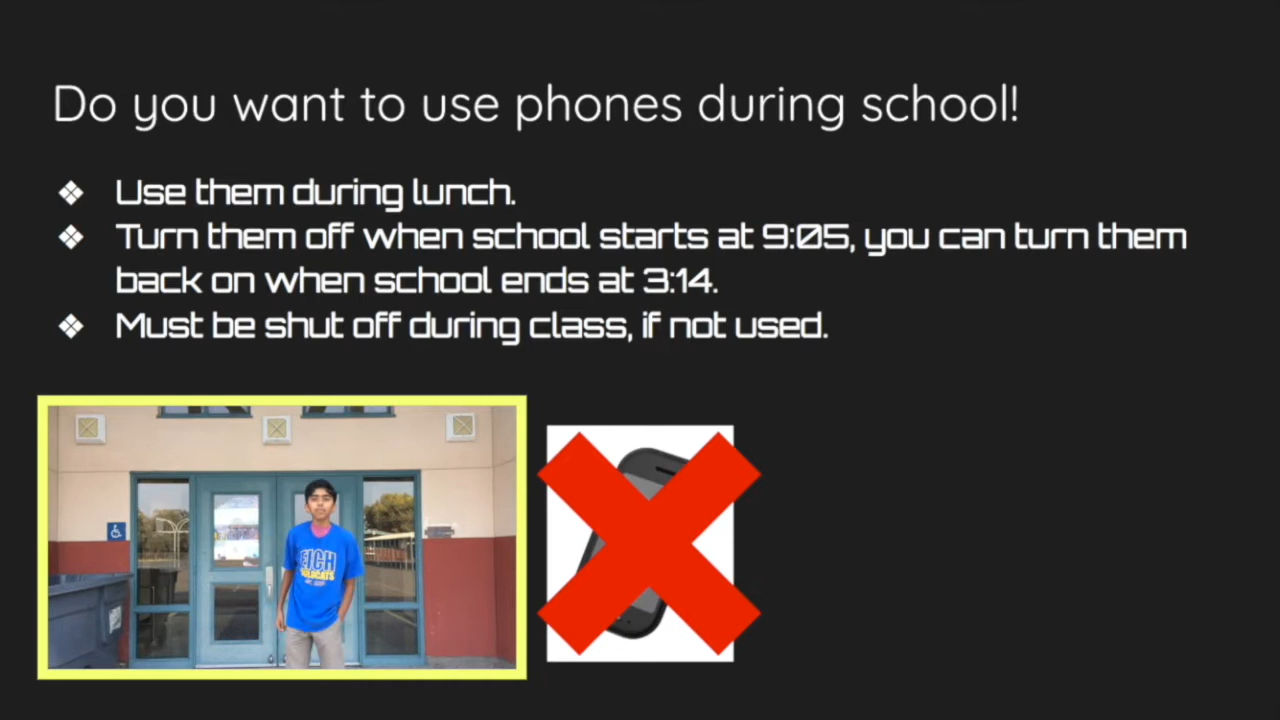 Do you want to use phones during school!
❖ Use them during lunch.
❖ Turn them off when school starts at 9:05, you can turn them
back on when school ends at 3:14.
❖ Must be shut off during class, if not used.
EICH
WILDCATS